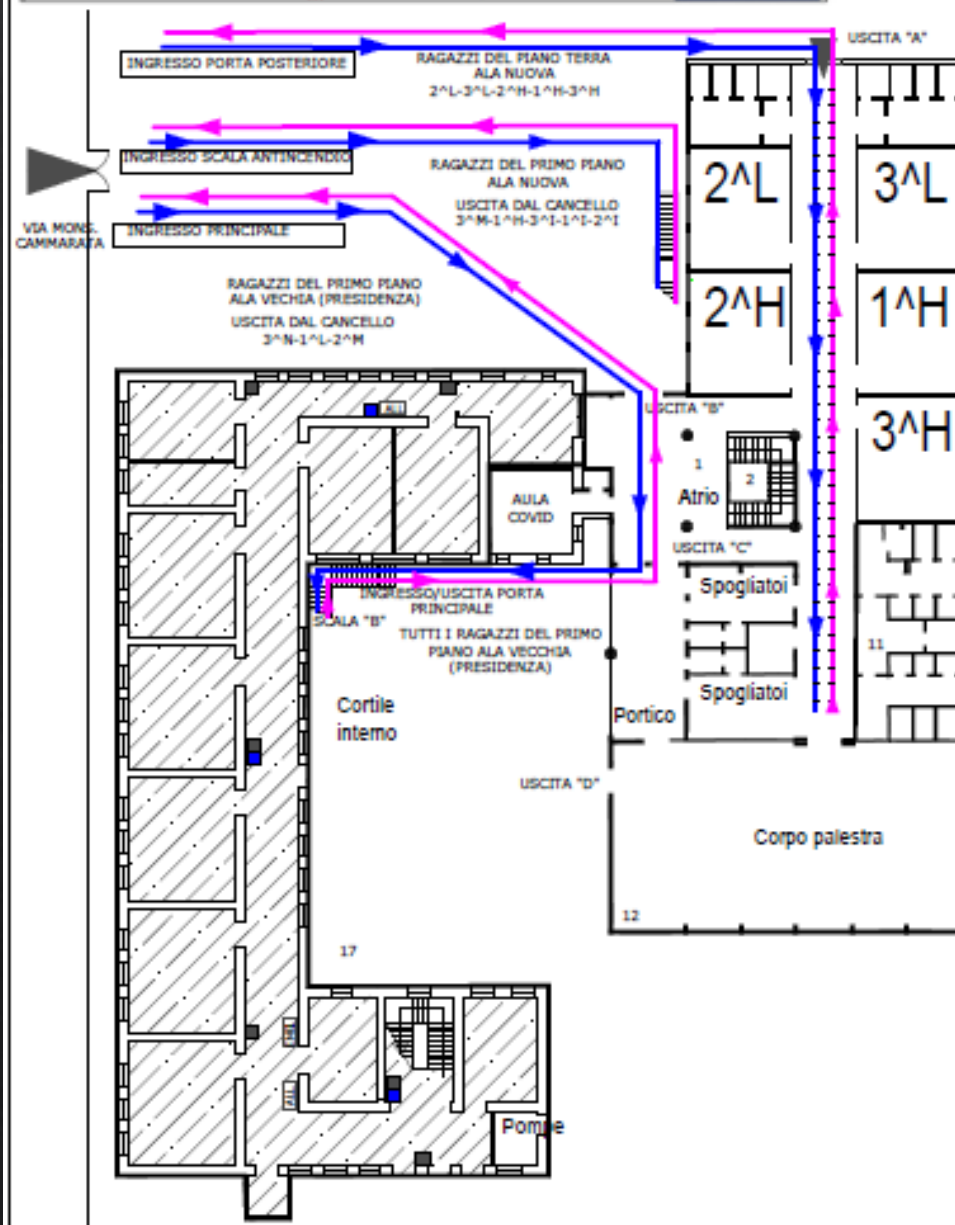 USCITA "A"
INGRESSO PORTA POSTERIORE
RAGAZZI DEL PIANO TERRA
ALA NUOVA
2^L-3^L-2^H-1^H-3^H
INGRESSO SCALA ANTINCENDIO
RAGAZZI DEL PRIMO PIANO
ALA NUOVA
USCITA DAL CANCELLO
3^M-1^H-3^I-1^I-2^I
2^L
3^L
VIA MONS.
CAMMARATA
INGRESSO PRINCIPALE
RAGAZZI DEL PRIMO PIANO
ALA VECHIA (PRESIDENZA)
USCITA DAL CANCELLO
3^N-1^L-2^M
2^H
1^H
USCITA "B"
3^H
1
2
Atrio
AULA
COVID
USCITA "C"
Spogliatoi
INGRESSO/USCITA PORTA
PRINCIPALE
SCALA "B"
TUTTI I RAGAZZI DEL PRIMO
PIANO ALA VECCHIA
(PRESIDENZA)
11
Spogliatoi
Cortile
interno
Portico
USCITA "D"
Corpo palestra
12
17
Pompe